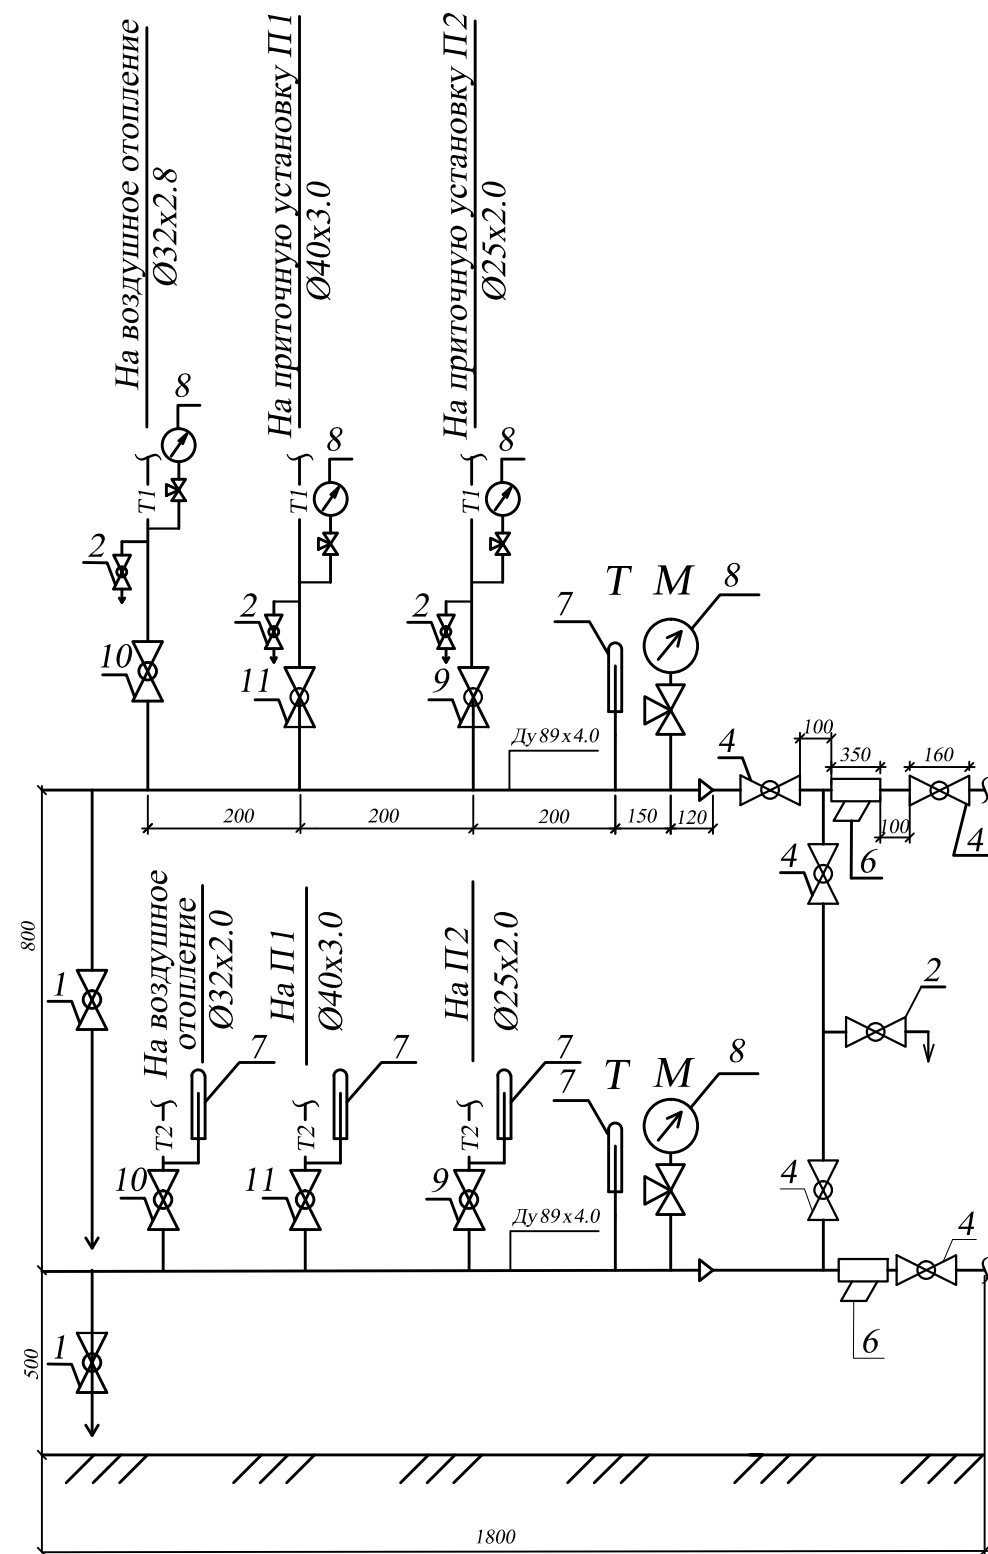 На воздушное отопление
Ø32x2.8
На приточную установку П1
Ø40x3.0
На приточную установку П2
Ø25x2.0
8
8
8
T1
T1
T1
2
2
2
10
11
9
7
T
M
8
Ду 89 x 4.0
4
100
350
160
200
200
200
150
120
100
4
6
4
800
1
На воздушное
отопление
Ø32x2.0
На П1
Ø40x3.0
На П2
Ø25x2.0
2
7
7
7
7
T
M
8
T2
T2
T2
10
11
9
4
Ду 89 x 4.0
4
6
1
500
1800